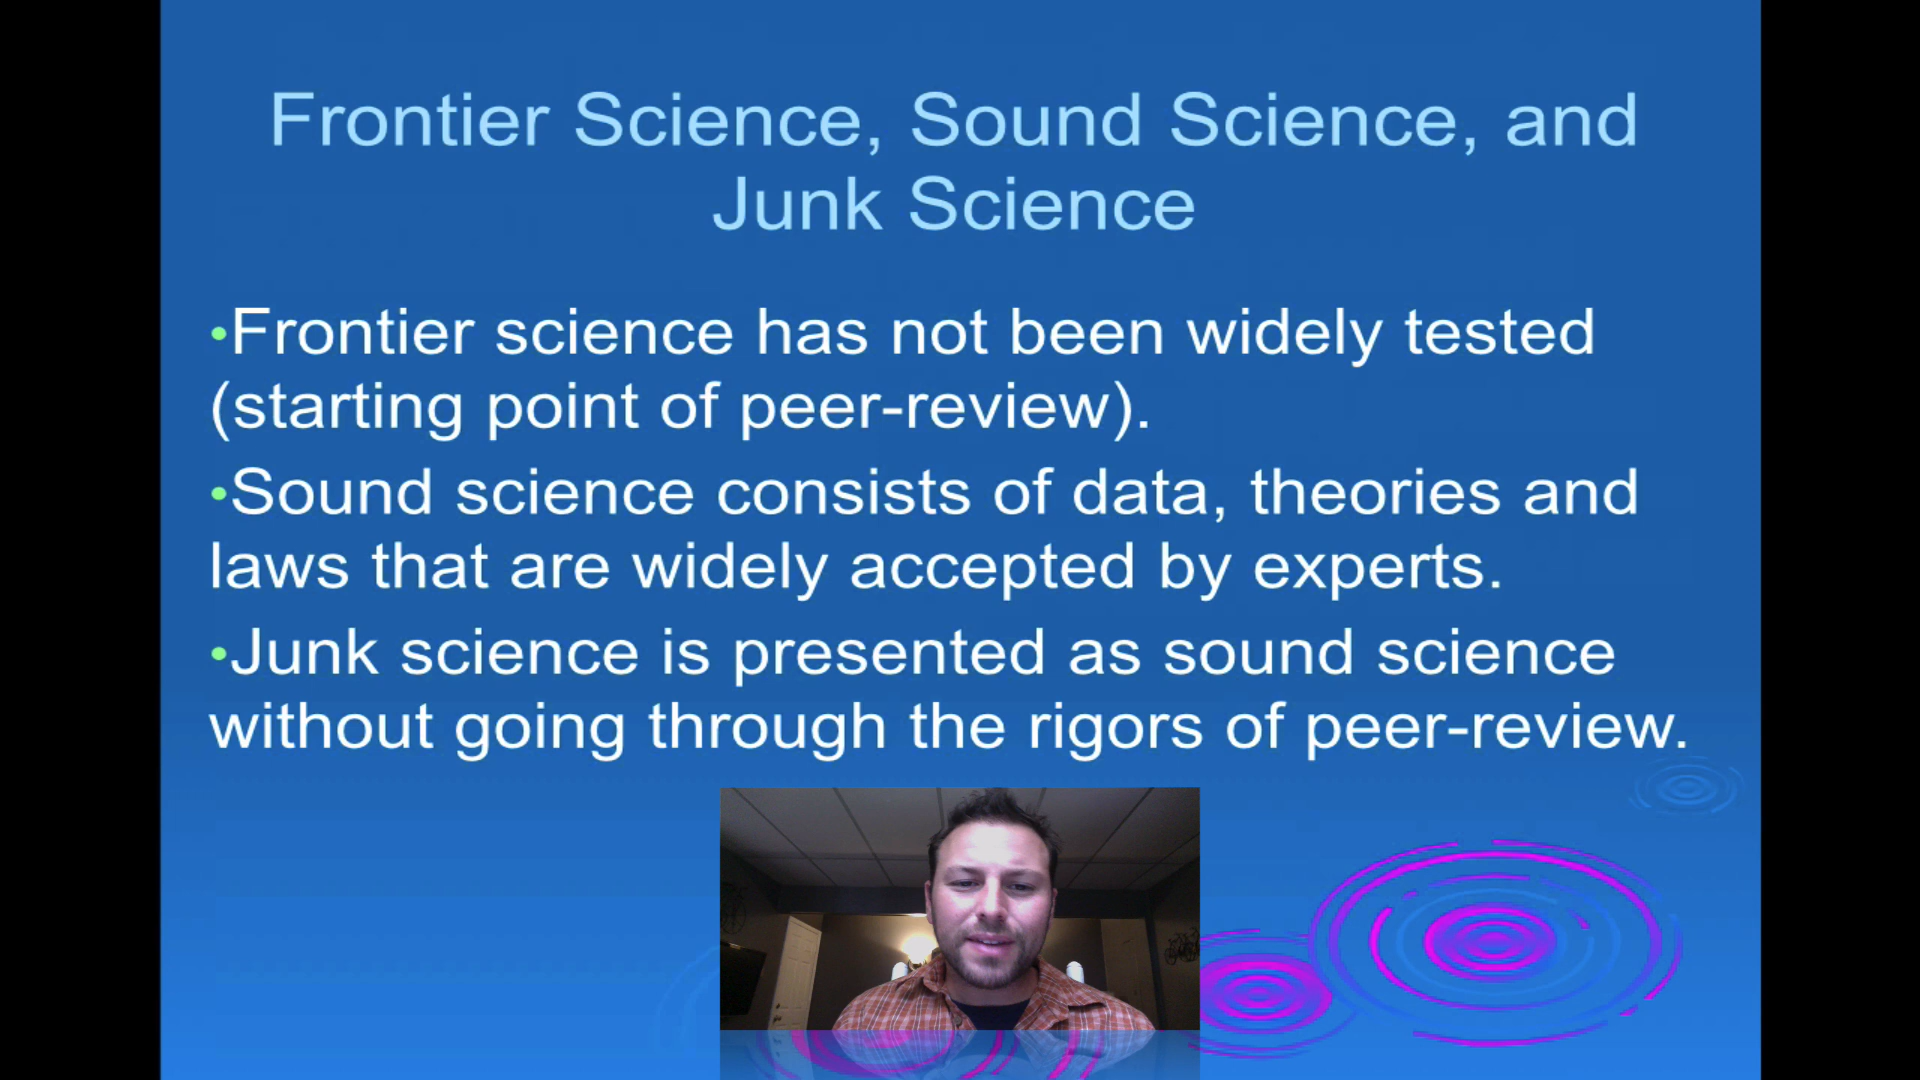 Frontier Science, Sound Science, and
Junk Science
•Frontier science has not been widely tested
(starting point of peer-review).
•Sound science consists of data, theories and
laws that are widely accepted by experts.
•Junk science is presented as sound science
without going through the rigors of peer-review.